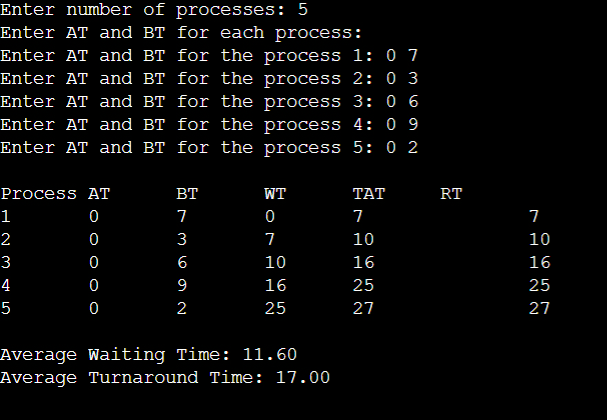 Enter number of processes: 5
Enter AT and BT for each process:
Enter AT and BT for the process 1: 0 7
Enter AT and BT for the process 2: 0 3
Enter AT and BT for the process 3: 0 6
Enter AT and BT for the process 4: 0 9
Enter AT and BT for the process 5: 0 2
Process AT BT WT TAT RT
1 0 7 0 7 7
2 0 3 7 10 10
3 0 6 10 16 16
4 0 9 16 25 25
5 0 2 25 27 27
Average Waiting Time: 11.60
Average Turnaround Time: 17.00